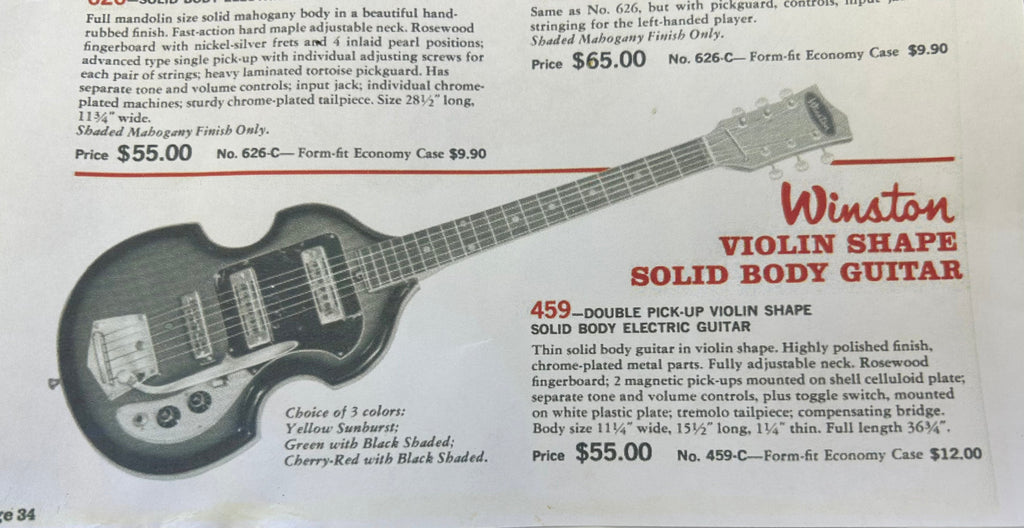 626—SOLID BODY
Full mandolin size solid mahogany body in a beautiful hand-
rubbed finish. Fast-action hard maple adjustable neck. Rosewood
fingerboard with nickel-silver frets and 4 inlaid pearl positions;
advanced type single pick-up with individual adjusting screws for
each pair of strings; heavy laminated tortoise pickguard. Has
separate tone and volume controls; input jack; individual chrome-
plated machines; sturdy chrome-plated tailpiece. Size 28½" long,
11¾" wide.
Shaded Mahogany Finish Only.
Price $55.00 No. 626-C— Form-fit Economy Case $9.90
Same as No. 626, but with pickguard, controls, input
stringing for the left-handed player.
Shaded Mahogany Finish Only.
Price $65.00 No. 626-C— Form-fit Economy Case $9.90
Winston
Winston
VIOLIN SHAPE
SOLID BODY GUITAR
459—DOUBLE PICK-UP VIOLIN SHAPE
SOLID BODY ELECTRIC GUITAR
Thin solid body guitar in violin shape. Highly polished finish,
chrome-plated metal parts. Fully adjustable neck. Rosewood
fingerboard; 2 magnetic pick-ups mounted on shell celluloid plate;
separate tone and volume controls, plus toggle switch, mounted
on white plastic plate; tremolo tailpiece; compensating bridge.
Body size 11¼" wide, 15½" long, 1¼" thin. Full length 36¾".
Price $55.00 No. 459-C—Form-fit Economy Case $12.00
Choice of 3 colors:
Yellow Sunburst;
Green with Black Shaded;
Cherry-Red with Black Shaded.
ge 34